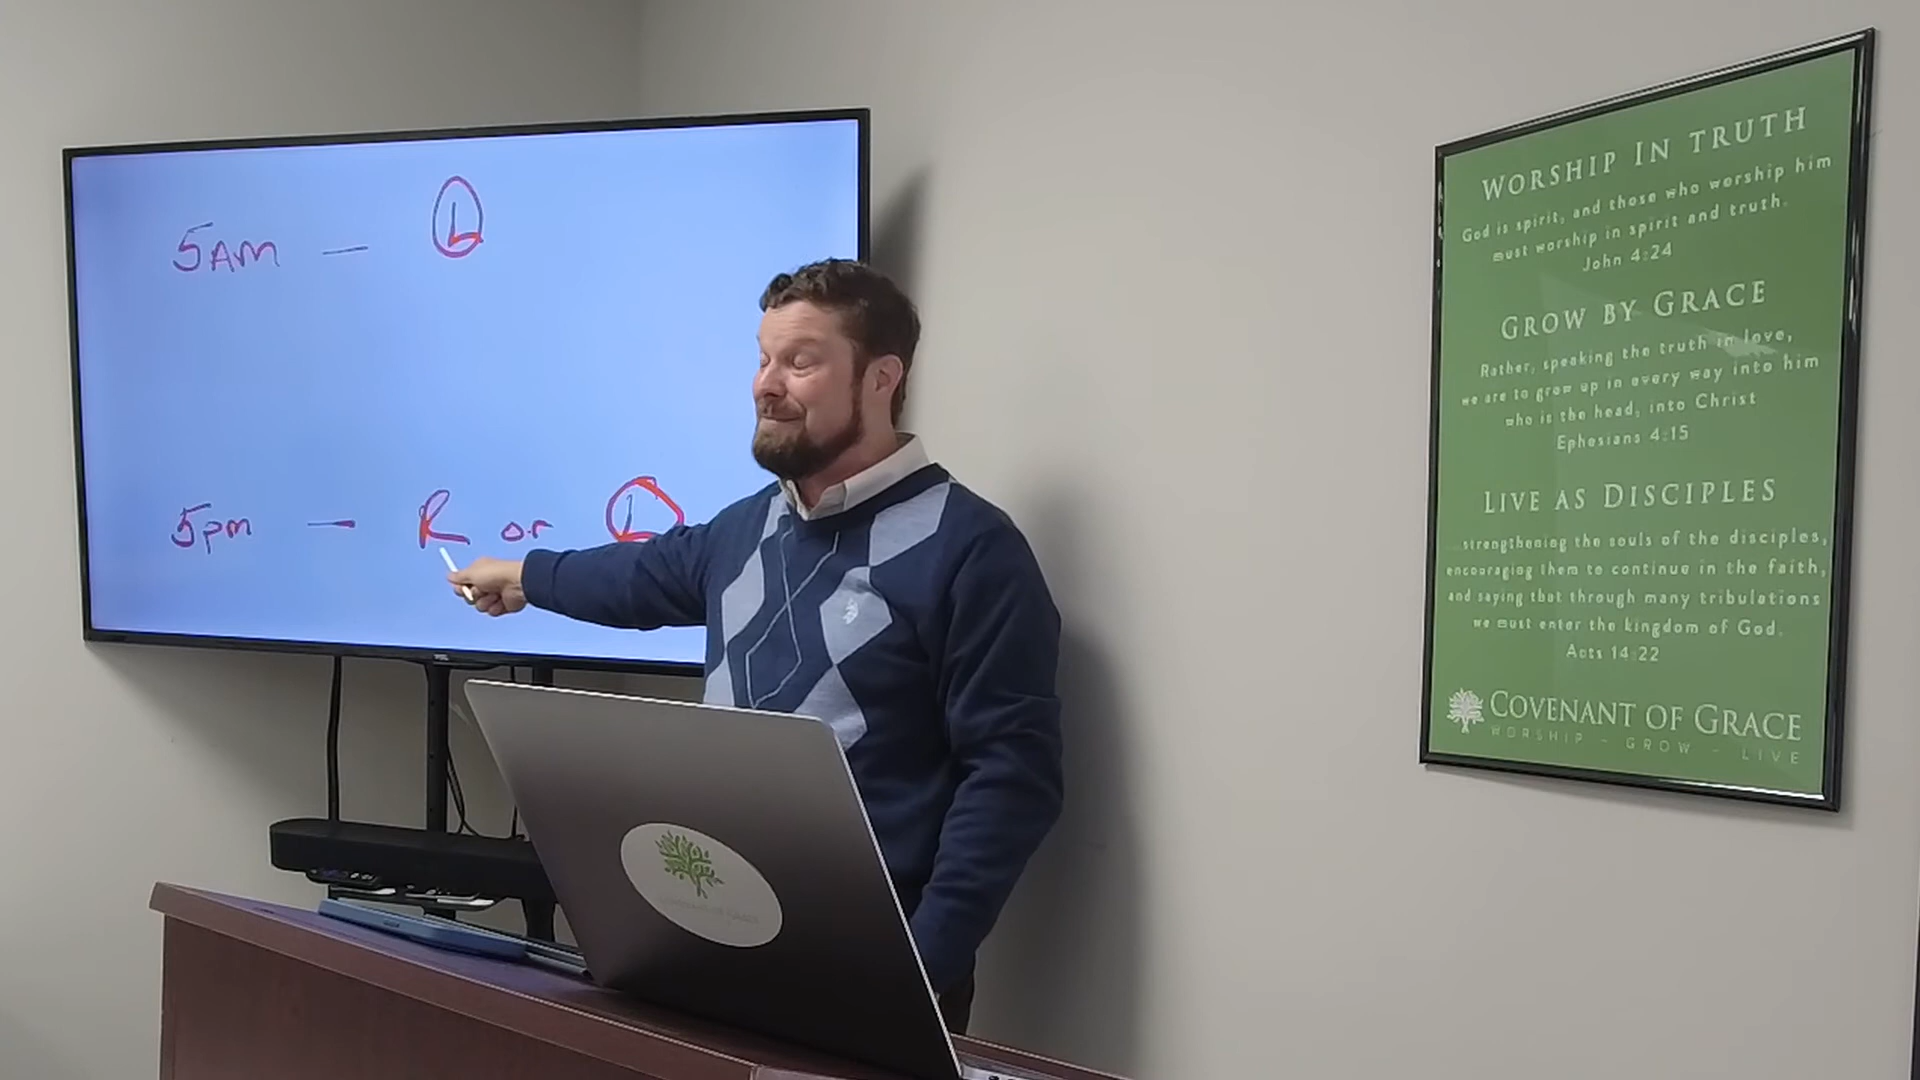 5AM — L
5pm — R or L
WORSHIP IN TRUTH
God is spirit, and those who worship him
must worship in spirit and truth.
John 4:24
GROW BY GRACE
Rather, speaking the truth in love,
we are to grow up in every way into him
who is the head, into Christ
Ephesians 4:15
LIVE AS DISCIPLES
...strengthening the souls of the disciples,
encouraging them to continue in the faith,
and saying that through many tribulations
we must enter the kingdom of God.
Acts 14:22
COVENANT OF GRACE
WORSHIP - GROW - LIVE
COVENANT OF GRACE